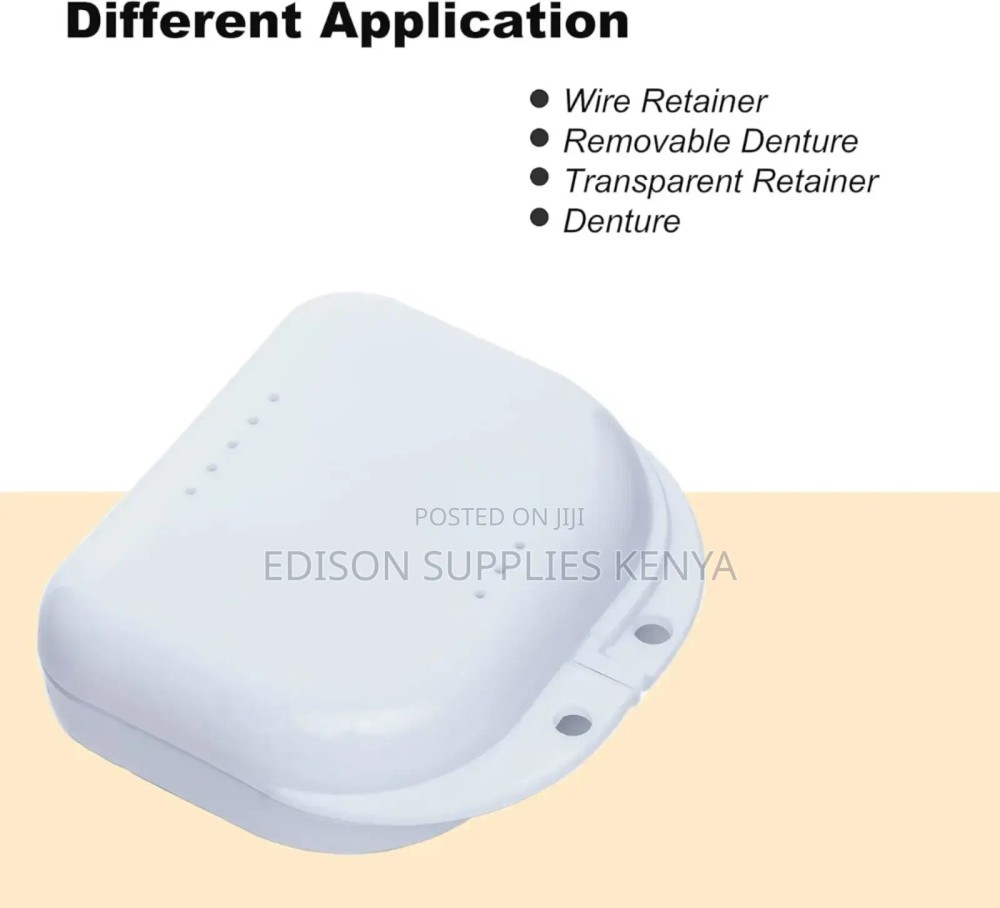 Different Application
Wire Retainer
Removable Denture
Transparent Retainer
Denture
POSTED ON JIJI
EDISON SUPPLIES KENYA